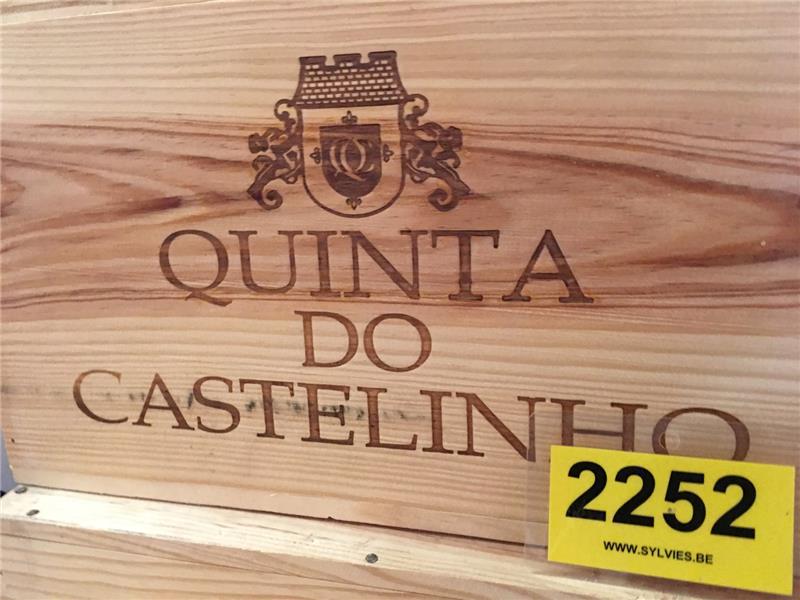 QUINTA
DO
CASTELINHO
2252
WWW.SYLVIES.BE